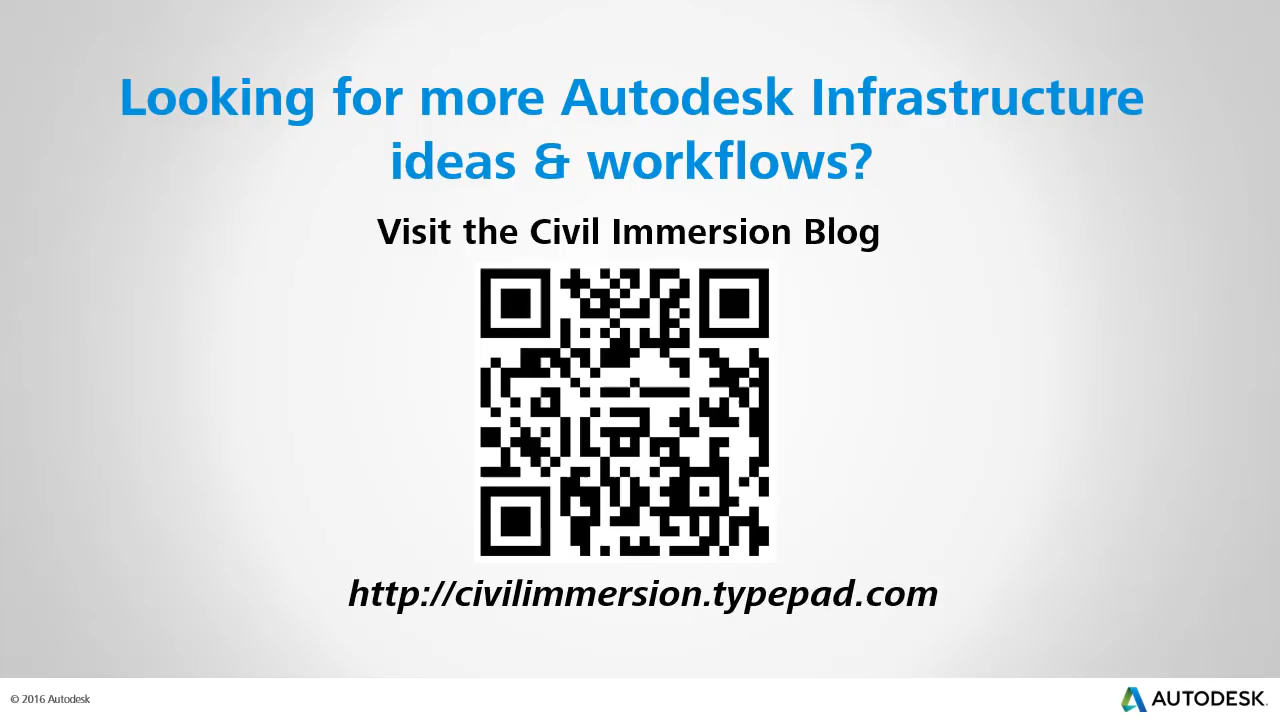 Looking for more Autodesk Infrastructure
ideas & workflows?
Visit the Civil Immersion Blog
http://civilimmersion.typepad.com
© 2016 Autodesk
AUTODESK.